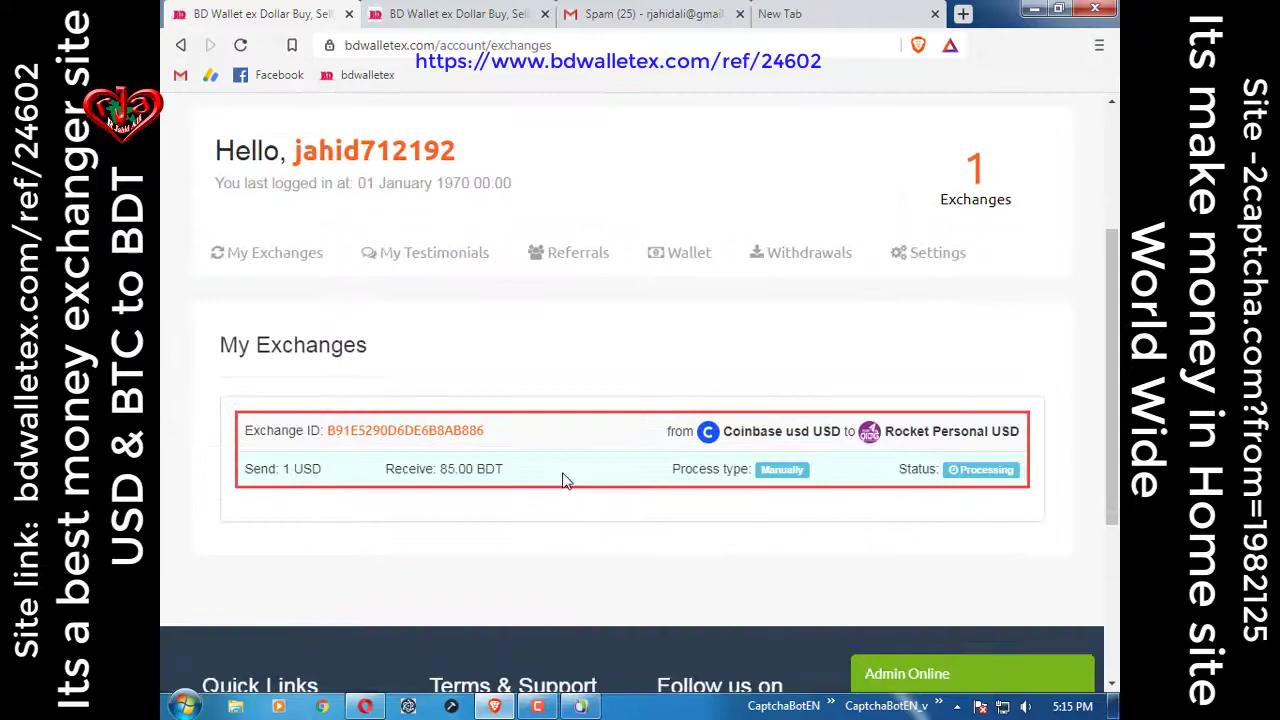 Site link: bdwalletex.com/ref/24602
Its a best money exchanger site
USD & BTC to BDT
R Jahid Ali
BD Wallet ex Dollar Buy, Sell
BD Wallet ex Dollar Buy, Sell
Spam (25) - rjahidali@gmail
New Tab
bdwalletex.com/account/exchanges
https://www.bdwalletex.com/ref/24602
Facebook
bdwalletex
Hello, jahid712192
You last logged in at: 01 January 1970 00.00
1
Exchanges
My Exchanges
My Testimonials
Referrals
Wallet
Withdrawals
Settings
My Exchanges
Exchange ID: B91E5290D6DE6B8AB886
from Coinbase usd USD to Rocket Personal USD
Send: 1 USD
Receive: 85.00 BDT
Process type: Manually
Status: Processing
Quick Links
Terms & Support
Follow us on
Admin Online
CaptchaBotEN
CaptchaBotEN_v
5:15 PM
Its make money in Home site
World Wide
Site -2captcha.com?from=1982125